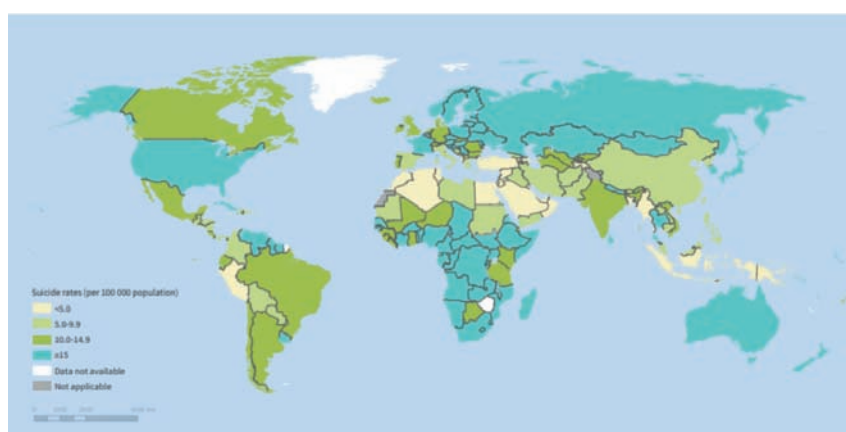 Suicide rates (per 100 000 population)
<5.0
5.0-9.9
10.0-14.9
≥15
Data not available
Not applicable
0